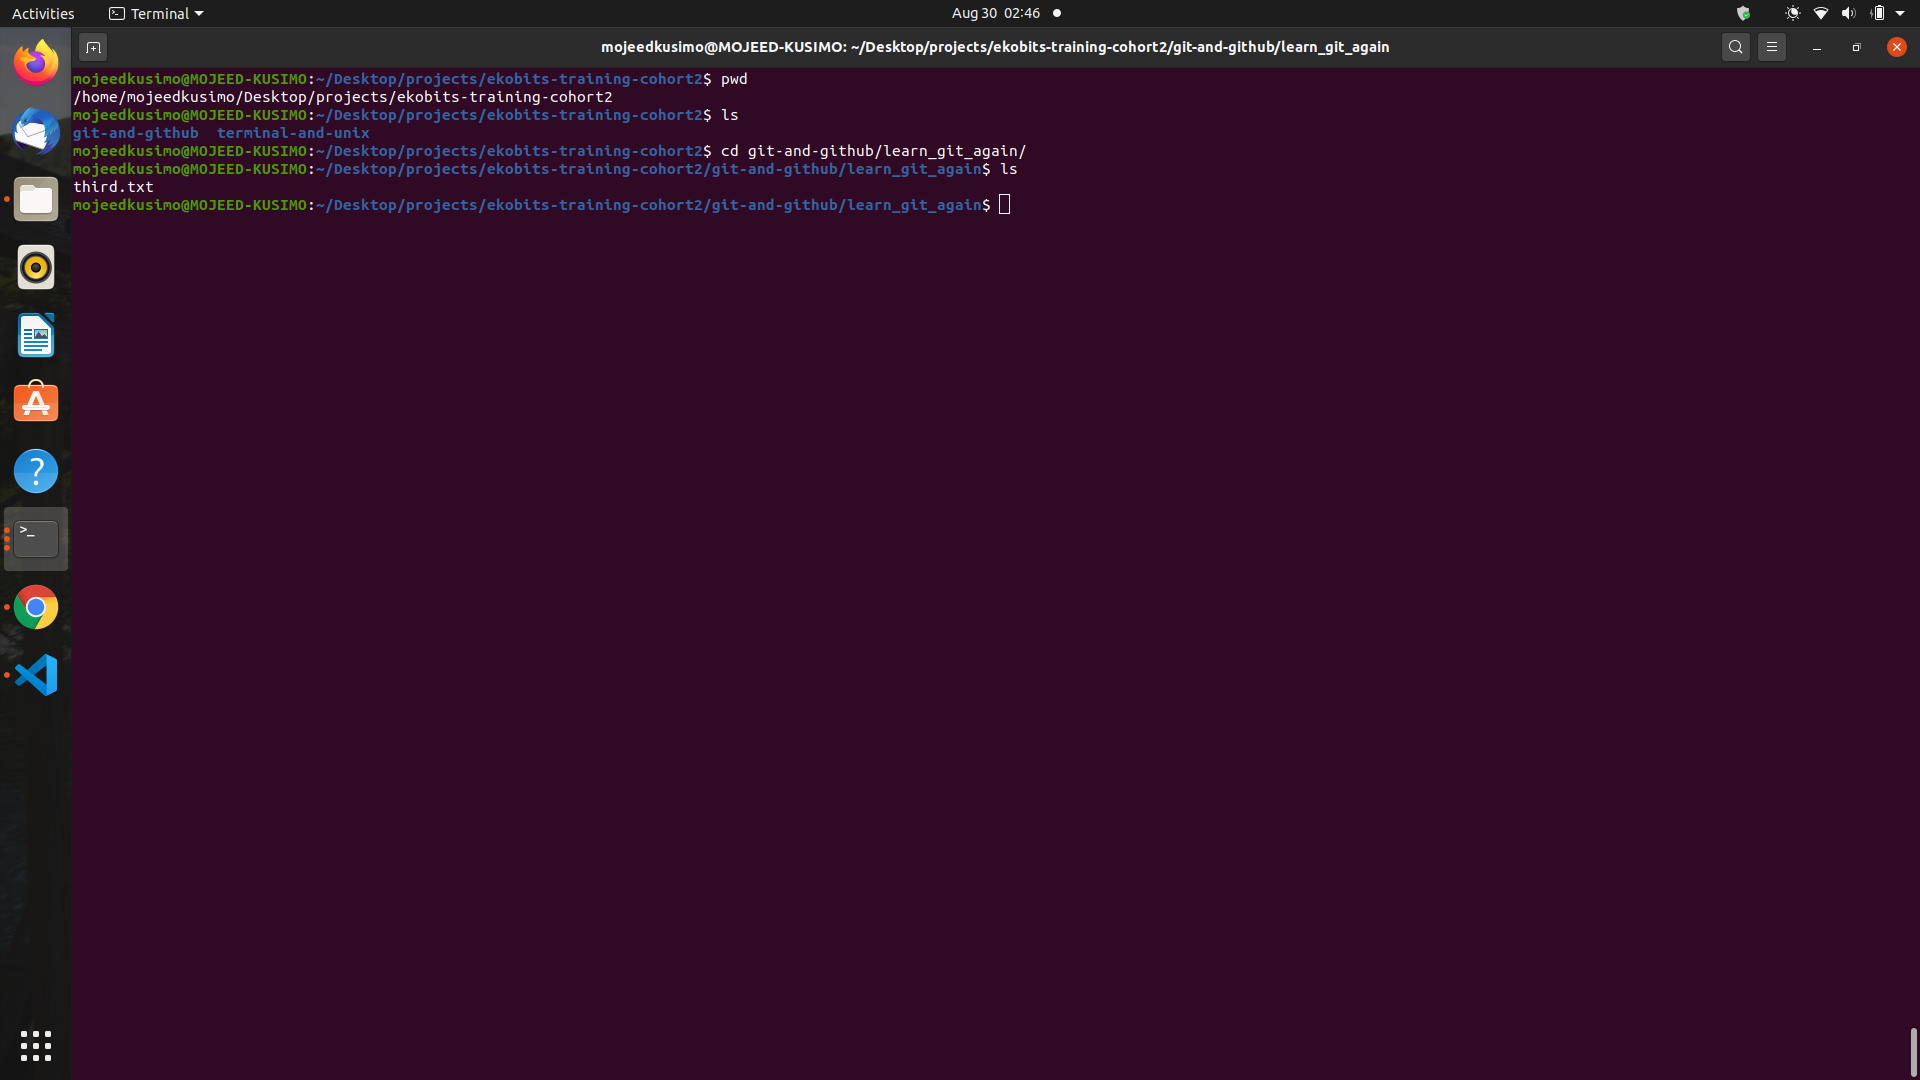 Activities Terminal Aug 30 02:46
mojeedkusimo@MOJEED-KUSIMO: ~/Desktop/projects/ekobits-training-cohort2/git-and-github/learn_git_again
mojeedkusimo@MOJEED-KUSIMO:~/Desktop/projects/ekobits-training-cohort2$ pwd
/home/mojeedkusimo/Desktop/projects/ekobits-training-cohort2
mojeedkusimo@MOJEED-KUSIMO:~/Desktop/projects/ekobits-training-cohort2$ ls
git-and-github  terminal-and-unix
mojeedkusimo@MOJEED-KUSIMO:~/Desktop/projects/ekobits-training-cohort2$ cd git-and-github/learn_git_again/
mojeedkusimo@MOJEED-KUSIMO:~/Desktop/projects/ekobits-training-cohort2/git-and-github/learn_git_again$ ls
third.txt
mojeedkusimo@MOJEED-KUSIMO:~/Desktop/projects/ekobits-training-cohort2/git-and-github/learn_git_again$